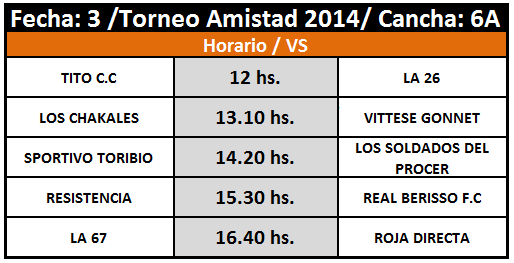 Fecha: 3 /Torneo Amistad 2014/ Cancha: 6A
Horario / VS
TITO C.C 12 hs. LA 26
LOS CHAKALES 13.10 hs. VITTESE GONNET
SPORTIVO TORIBIO 14.20 hs. LOS SOLDADOS DEL
PROCER
RESISTENCIA 15.30 hs. REAL BERISSO F.C
LA 67 16.40 hs. ROJA DIRECTA